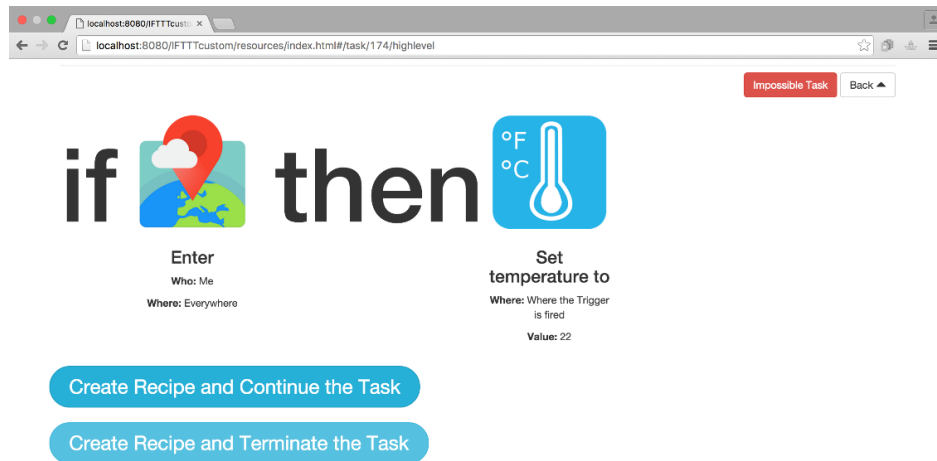 localhost:8080/IFTTTcusto
localhost:8080/IFTTTcustom/resources/index.html#/task/174/highlevel
Impossible Task Back
if then
°F
°C
Enter
Who: Me
Where: Everywhere
Set
temperature to
Where: Where the Trigger
is fired
Value: 22
Create Recipe and Continue the Task
Create Recipe and Terminate the Task